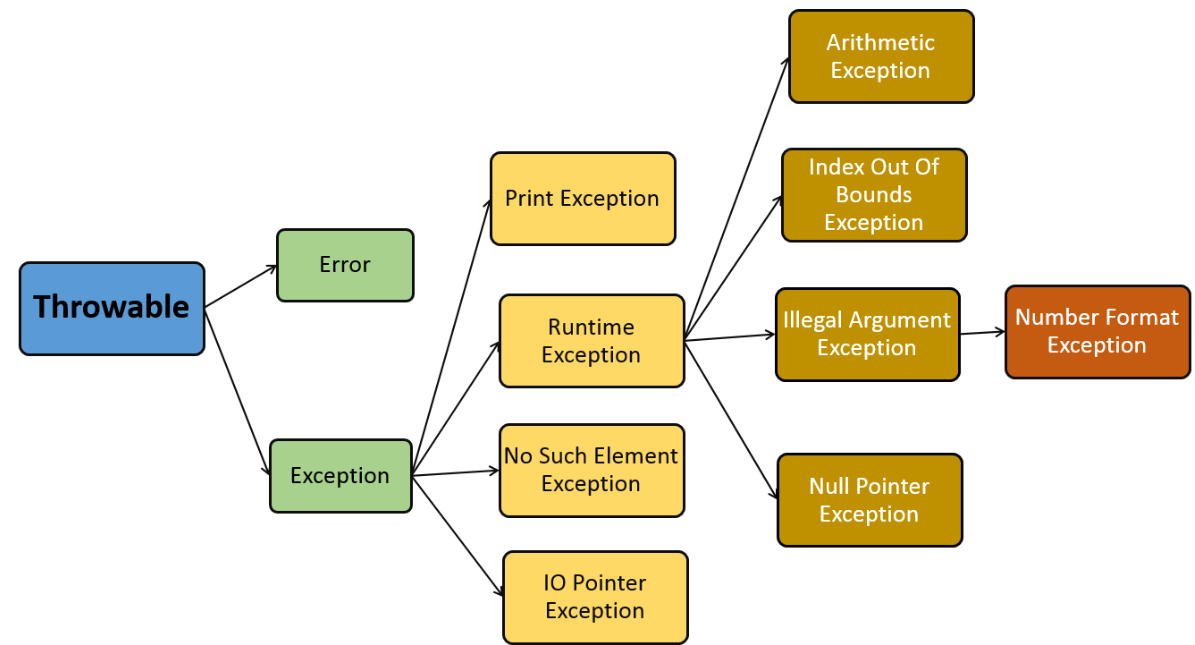 Throwable
Error
Exception
Print Exception
Runtime
Exception
No Such Element
Exception
IO Pointer
Exception
Arithmetic
Exception
Index Out Of
Bounds
Exception
Illegal Argument
Exception
Null Pointer
Exception
Number Format
Exception